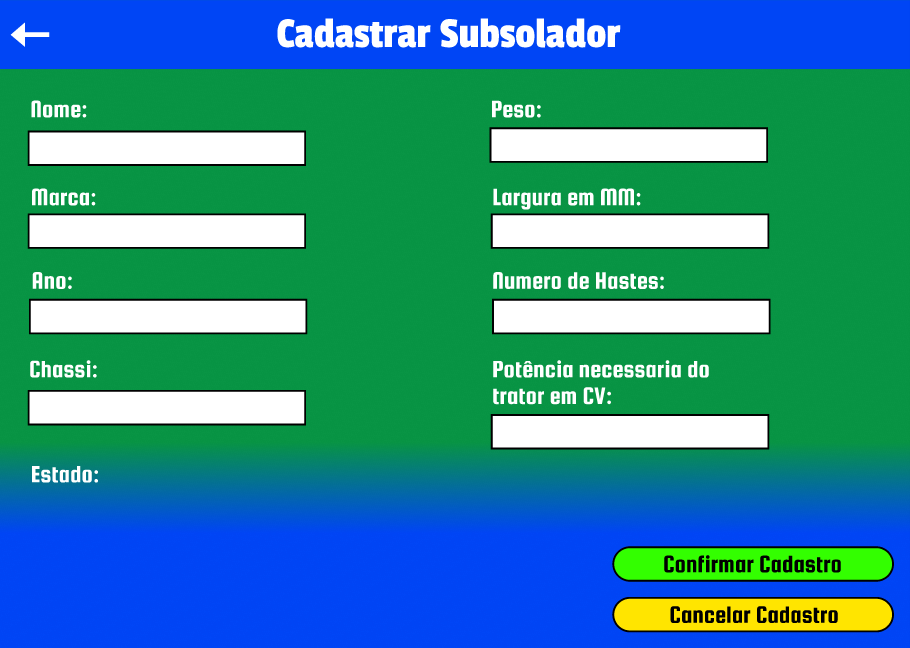 Cadastrar Subsolador
Nome:
Marca:
Ano:
Chassi:
Estado:
Peso:
Largura em MM:
Numero de Hastes:
Potência necessaria do
trator em CV:
Confirmar Cadastro
Cancelar Cadastro